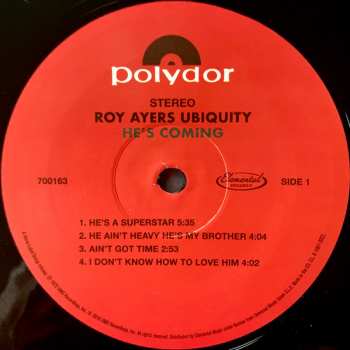 polydor
STEREO
ROY AYERS UBIQUITY
HE'S COMING
700163
Elemental
SIDE 1
1. HE'S A SUPERSTAR 5:35
2. HE AIN'T HEAVY HE'S MY BROTHER 4:04
3. AIN'T GOT TIME 2:53
4. I DON'T KNOW HOW TO LOVE HIM 4:02